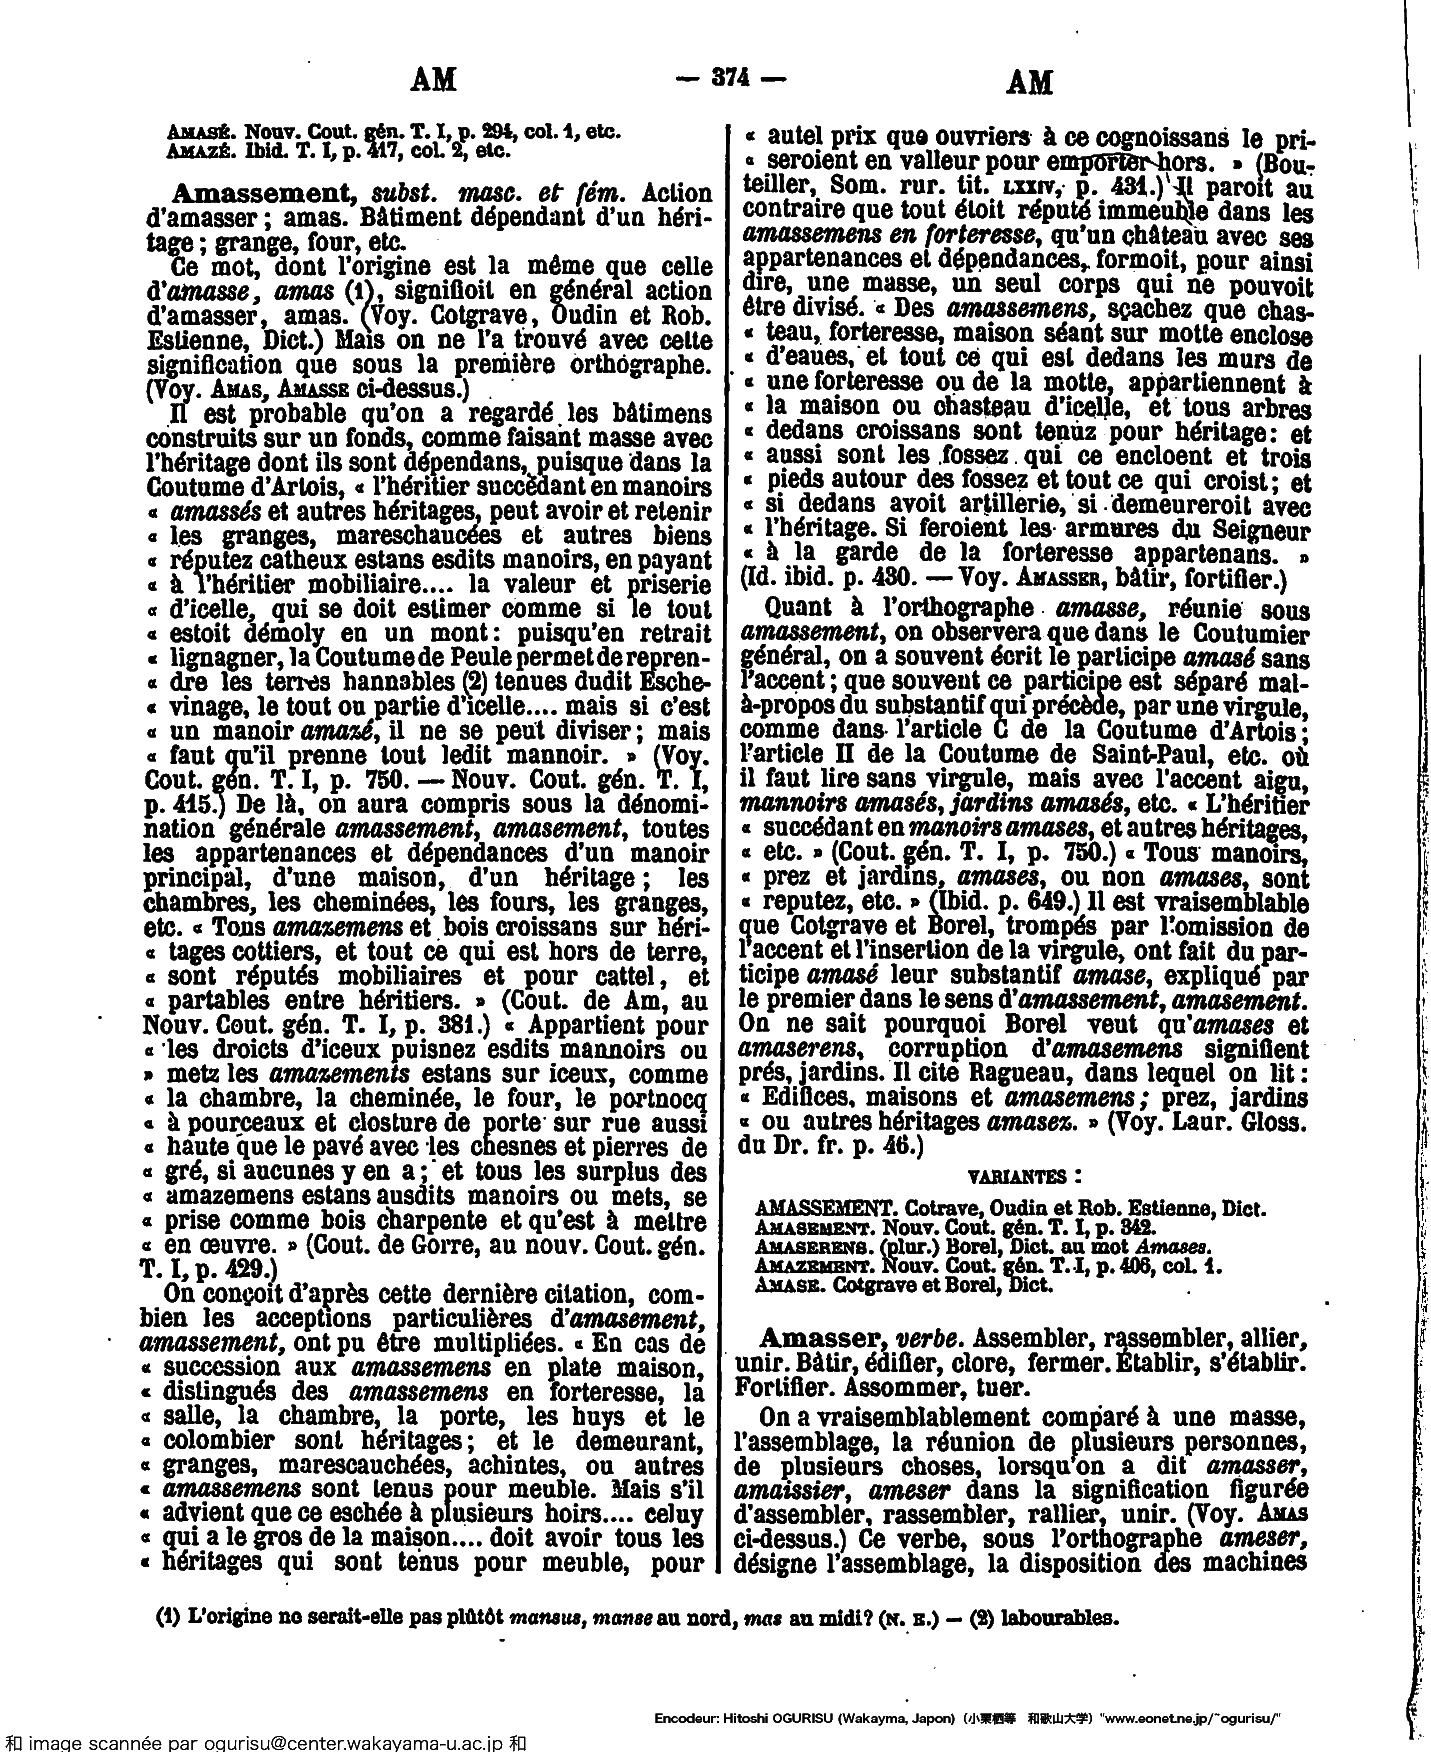 AM
— 374 —
AM
AMASÉ. Nouv. Cout. gén. T. I, p. 294, col. 1, etc.
AMAZÉ. Ibid. T. I, p. 417, col. 2, etc.
Amassement, subst. masc. et fém. Action
d'amasser ; amas. Bâtiment dépendant d'un héri-
tage ; grange, four, etc.
Ce mot, dont l'origine est la même que celle
d'amasse, amas (1), signifioit en général action
d'amasser, amas. (Voy. Cotgrave, Oudin et Rob.
Estienne, Dict.) Mais on ne l'a trouvé avec cette
signification que sous la première orthographe.
(Voy. AMAS, AMASSE ci-dessus.)
Il est probable qu'on a regardé les bâtimens
construits sur un fonds, comme faisant masse avec
l'héritage dont ils sont dépendans, puisque dans la
Coutume d'Artois, « l'héritier succédant en manoirs
« amassés et autres héritages, peut avoir et retenir
« les granges, mareschaucées et autres biens
« réputez catheux estans esdits manoirs, en payant
« à l'héritier mobiliaire.... la valeur et priserie
« d'icelle, qui se doit estimer comme si le tout
« estoit démoly en un mont : puisqu'en retrait
« lignagner, la Coutume de Peule permet de repren-
« dre les terres hannables (2) tenues dudit Esche-
« vinage, le tout ou partie d'icelle.... mais si c'est
« un manoir amazé, il ne se peut diviser ; mais
« faut qu'il prenne tout ledit mannoir. » (Voy.
Cout. gén. T. I, p. 750. — Nouv. Cout. gén. T. I,
p. 415.) De là, on aura compris sous la dénomi-
nation générale amassement, amasement, toutes
les appartenances et dépendances d'un manoir
principal, d'une maison, d'un héritage ; les
chambres, les cheminées, les fours, les granges,
etc. « Tons amazemens et bois croissans sur héri-
« tages cottiers, et tout ce qui est hors de terre,
« sont réputés mobiliaires et pour cattel, et
« partables entre héritiers. » (Cout. de Am, au
Nouv. Cout. gén. T. I, p. 381.) « Appartient pour
« les droicts d'iceux puisnez esdits mannoirs ou
» metz les amazements estans sur iceux, comme
« la chambre, la cheminée, le four, le portnocq
« à pourceaux et closture de porte sur rue aussi
« haute que le pavé avec les chesnes et pierres de
« gré, si aucunes y en a ; et tous les surplus des
« amazemens estans ausdits manoirs ou mets, se
« prise comme bois charpente et qu'est à mettre
« en œuvre. » (Cout. de Gorre, au nouv. Cout. gén.
T. I, p. 429.)
On conçoit d'après cette dernière citation, com-
bien les acceptions particulières d'amasement,
amassement, ont pu être multipliées. « En cas de
« succession aux amassemens en plate maison,
« distingués des amassemens en forteresse, la
« salle, la chambre, la porte, les huys et le
« colombier sont héritages ; et le demeurant,
« granges, marescauchées, achintes, ou autres
« amassemens sont tenus pour meuble. Mais s'il
« advient que ce eschée à plusieurs hoirs.... celuy
« qui a le gros de la maison.... doit avoir tous les
« héritages qui sont tenus pour meuble, pour
« autel prix que ouvriers à ce cognoissans le pri-
« seroient en valleur pour emporter hors. » (Bou-
teiller, Som. rur. tit. LXXIV, p. 431.) Il paroit au
contraire que tout étoit réputé immeuble dans les
amassemens en forteresse, qu'un château avec ses
appartenances et dépendances, formoit, pour ainsi
dire, une masse, un seul corps qui ne pouvoit
être divisé. « Des amassemens, sçachez que chas-
« teau, forteresse, maison séant sur motte enclose
« d'eaues, et tout ce qui est dedans les murs de
« une forteresse ou de la motte, appartiennent à
« la maison ou chasteau d'icelle, et tous arbres
« dedans croissans sont tenuz pour héritage : et
« aussi sont les fossez qui ce encloent et trois
« pieds autour des fossez et tout ce qui croist ; et
« si dedans avoit artillerie, si demeureroit avec
« l'héritage. Si feroient les armures du Seigneur
« à la garde de la forteresse appartenans. »
(Id. ibid. p. 430. — Voy. AMASSER, bâtir, fortifier.)
Quant à l'orthographe amasse, réunie sous
amassement, on observera que dans le Coutumier
général, on a souvent écrit le participe amasé sans
l'accent ; que souvent ce participe est séparé mal-
à-propos du substantif qui précède, par une virgule,
comme dans l'article C de la Coutume d'Artois ;
l'article II de la Coutume de Saint-Paul, etc. où
il faut lire sans virgule, mais avec l'accent aigu,
mannoirs amasés, jardins amasés, etc. « L'héritier
« succédant en manoirs amases, et autres héritages,
« etc. » (Cout. gén. T. I, p. 750.) « Tous manoirs,
« prez et jardins, amases, ou non amases, sont
« reputez, etc. » (Ibid. p. 649.) Il est vraisemblable
que Cotgrave et Borel, trompés par l'omission de
l'accent et l'insertion de la virgule, ont fait du par-
ticipe amasé leur substantif amase, expliqué par
le premier dans le sens d'amassement, amasement.
On ne sait pourquoi Borel veut qu'amases et
amaserens, corruption d'amasemens signifient
prés, jardins. Il cite Ragueau, dans lequel on lit :
« Edifices, maisons et amasemens ; prez, jardins
« ou autres héritages amasez. » (Voy. Laur. Gloss.
du Dr. fr. p. 46.)
VARIANTES :
AMASSEMENT. Cotrave, Oudin et Rob. Estienne, Dict.
AMASEMENT. Nouv. Cout. gén. T. I, p. 342.
AMASERENS. (plur.) Borel, Dict. au mot Amases.
AMAZEMENT. Nouv. Cout. gén. T. I, p. 406, col. 1.
AMASE. Cotgrave et Borel, Dict.
Amasser, verbe. Assembler, rassembler, allier,
unir. Bâtir, édifier, clore, fermer. Etablir, s'établir.
Fortifier. Assommer, tuer.
On a vraisemblablement comparé à une masse,
l'assemblage, la réunion de plusieurs personnes,
de plusieurs choses, lorsqu'on a dit amasser,
amaissier, ameser dans la signification figurée
d'assembler, rassembler, rallier, unir. (Voy. AMAS
ci-dessus.) Ce verbe, sous l'orthographe ameser,
désigne l'assemblage, la disposition des machines
(1) L'origine ne serait-elle pas plûtôt mansus, manse au nord, mas au midi? (N. E.) — (2) labourables.
Encodeur: Hitoshi OGURISU (Wakayma, Japon) (小栗栖等 和歌山大学) "www.eonet.ne.jp/~ogurisu/"
和 image scannée par ogurisu@center.wakayama-u.ac.jp 和